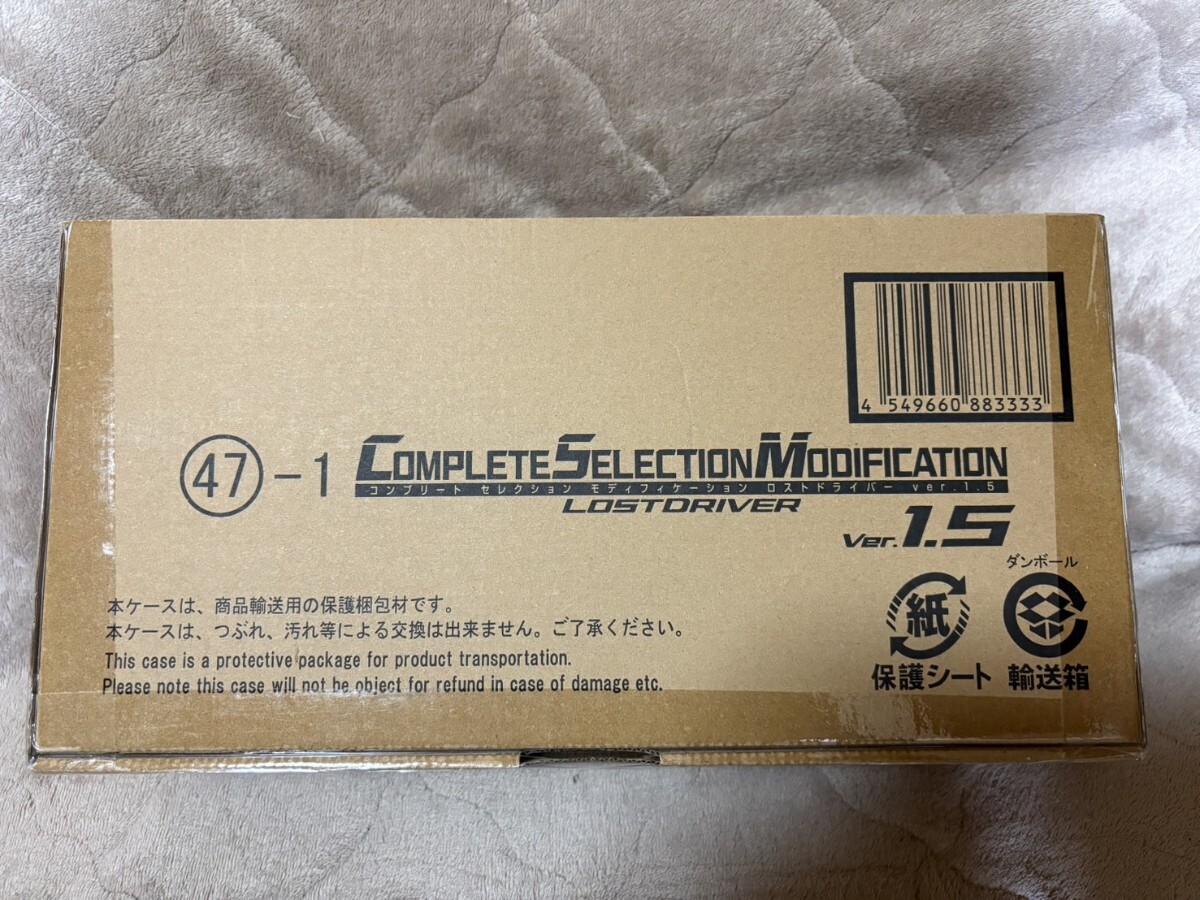 4 549660 883333
㊼-1 COMPLETE SELECTION MODIFICATION
コンプリート セレクション モディフィケーション ロストドライバー ver.1.5
LOSTDRIVER
Ver.1.5
ダンボール
紙
本ケースは、商品輸送用の保護梱包材です。
本ケースは、つぶれ、汚れ等による交換は出来ません。ご了承ください。
This case is a protective package for product transportation.
Please note this case will not be object for refund in case of damage etc.
保護シート 輸送箱